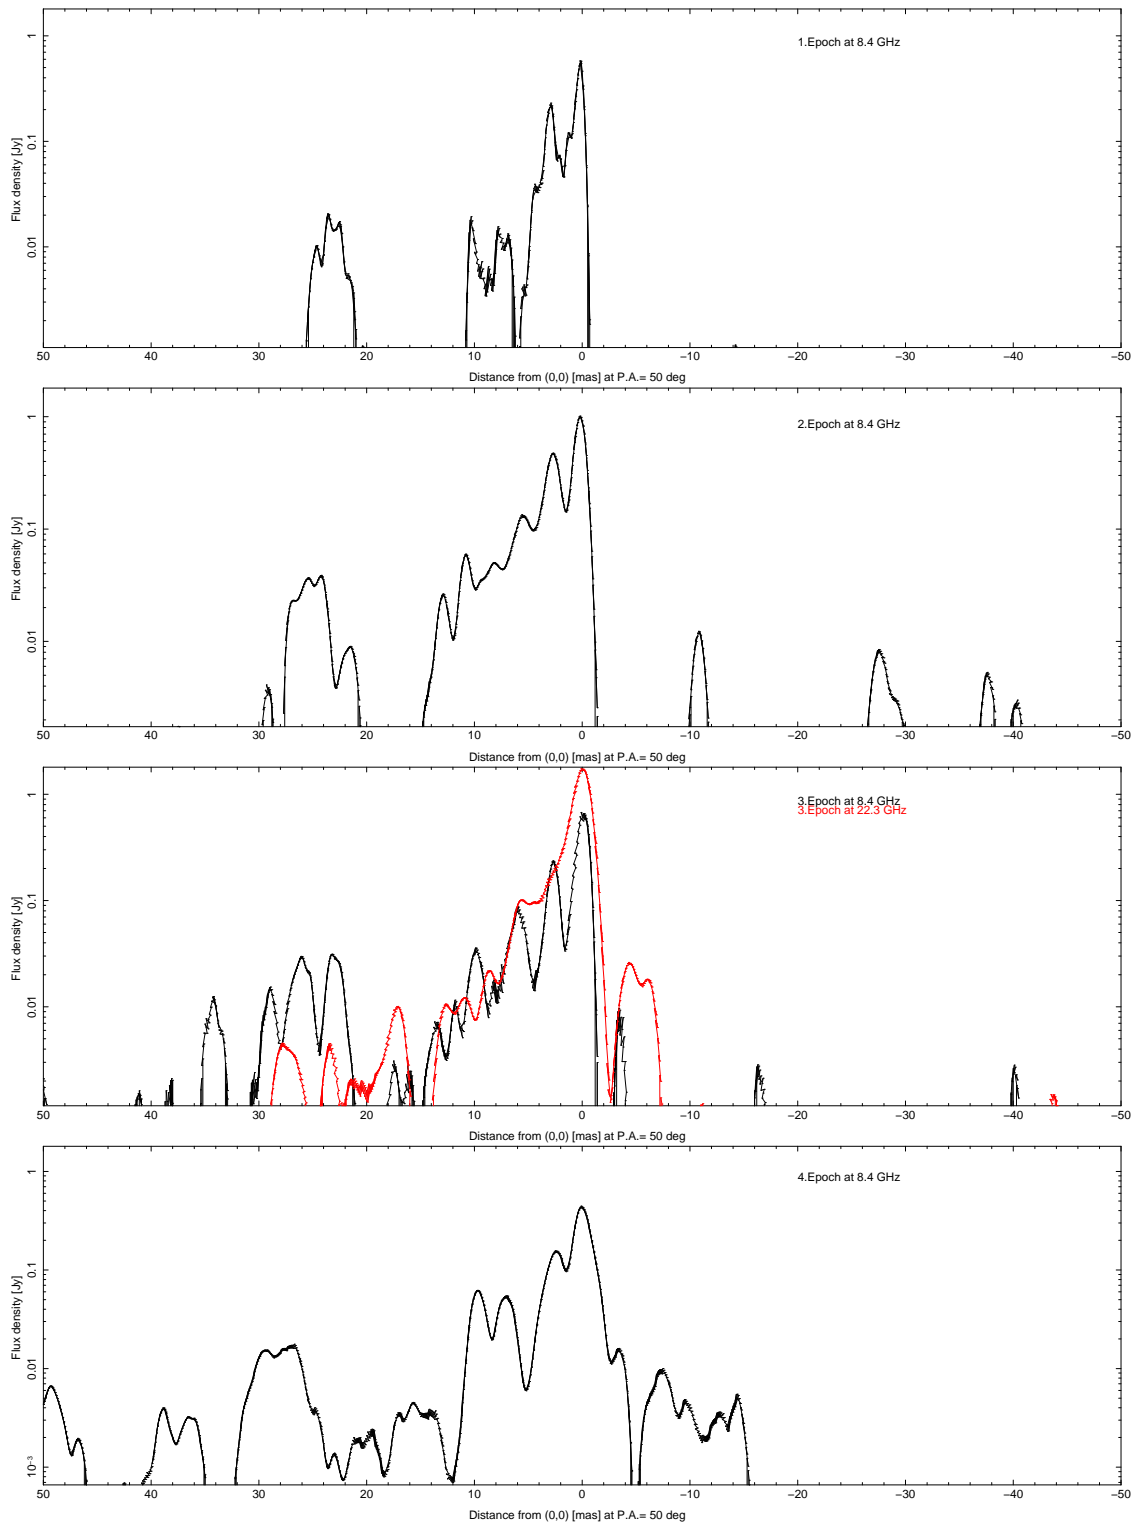 1.Epoch at 8.4 GHz
Flux density [Jy]
1
0.1
0.01
50 40 30 20 10 0 −10 −20 −30 −40 −50
Distance from (0,0) [mas] at P.A.= 50 deg
2.Epoch at 8.4 GHz
Flux density [Jy]
1
0.1
0.01
50 40 30 20 10 0 −10 −20 −30 −40 −50
Distance from (0,0) [mas] at P.A.= 50 deg
3.Epoch at 8.4 GHz
3.Epoch at 22.3 GHz
Flux density [Jy]
1
0.1
0.01
50 40 30 20 10 0 −10 −20 −30 −40 −50
Distance from (0,0) [mas] at P.A.= 50 deg
4.Epoch at 8.4 GHz
Flux density [Jy]
1
0.1
0.01
10⁻³
50 40 30 20 10 0 −10 −20 −30 −40 −50
Distance from (0,0) [mas] at P.A.= 50 deg